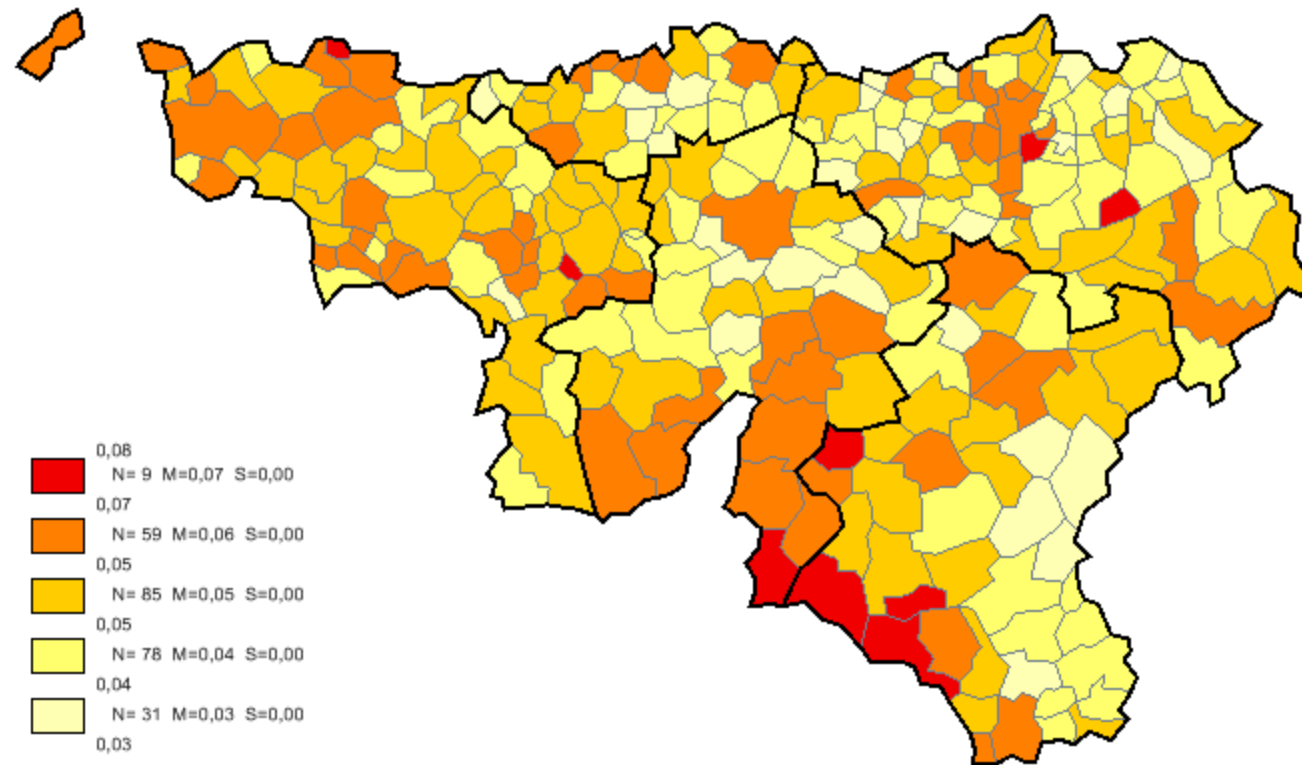 0,08
N= 9 M=0,07 S=0,00
0,07
N= 59 M=0,06 S=0,00
0,05
N= 85 M=0,05 S=0,00
0,05
N= 78 M=0,04 S=0,00
0,04
N= 31 M=0,03 S=0,00
0,03